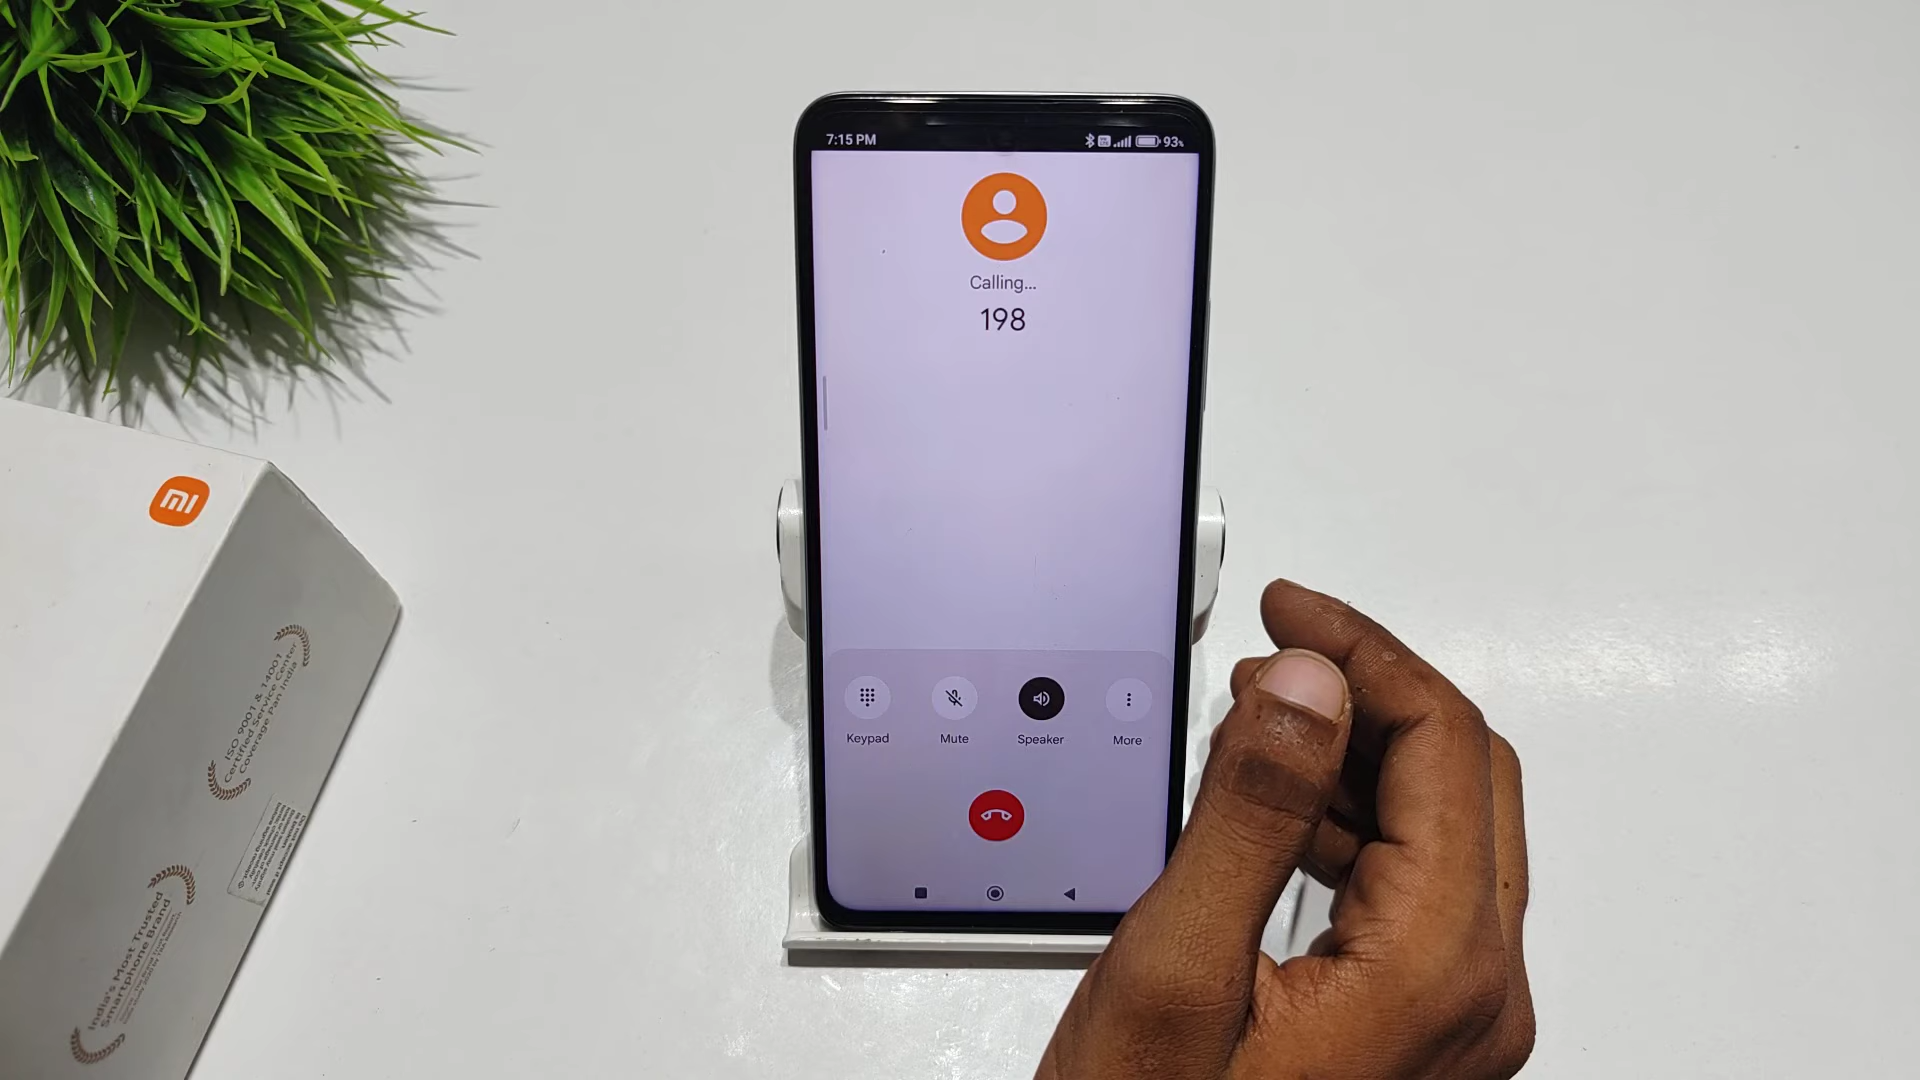 7:15 PM
93%
Calling...
198
Keypad
Mute
Speaker
More
mi
ISO 9001 & 14001
Certified Service Center
Coverage Pan India
India's Most Trusted
Smartphone Brand